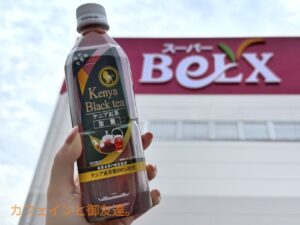 スーパー
BeLX
Kenya
Black tea
ケニア紅茶
無糖
カフェインと御友達。